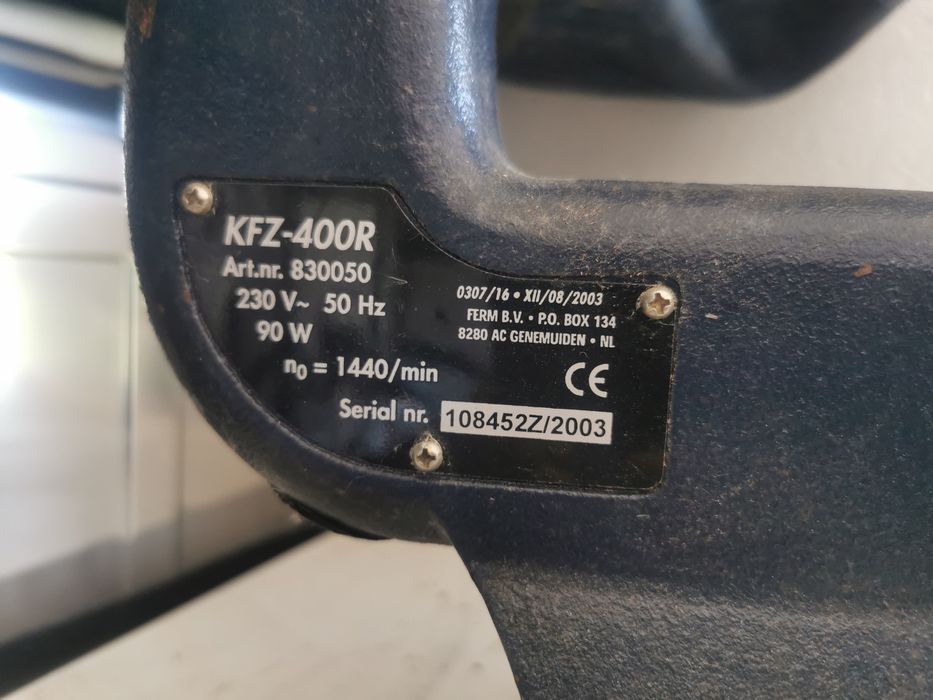 KFZ-400R
Art.nr. 830050
230 V~ 50 Hz
90 W
n0 = 1440/min
Serial nr. 108452Z/2003
0307/16 • XII/08/2003
FERM B.V. • P.O. BOX 134
8280 AC GENEMUIDEN • NL
CE